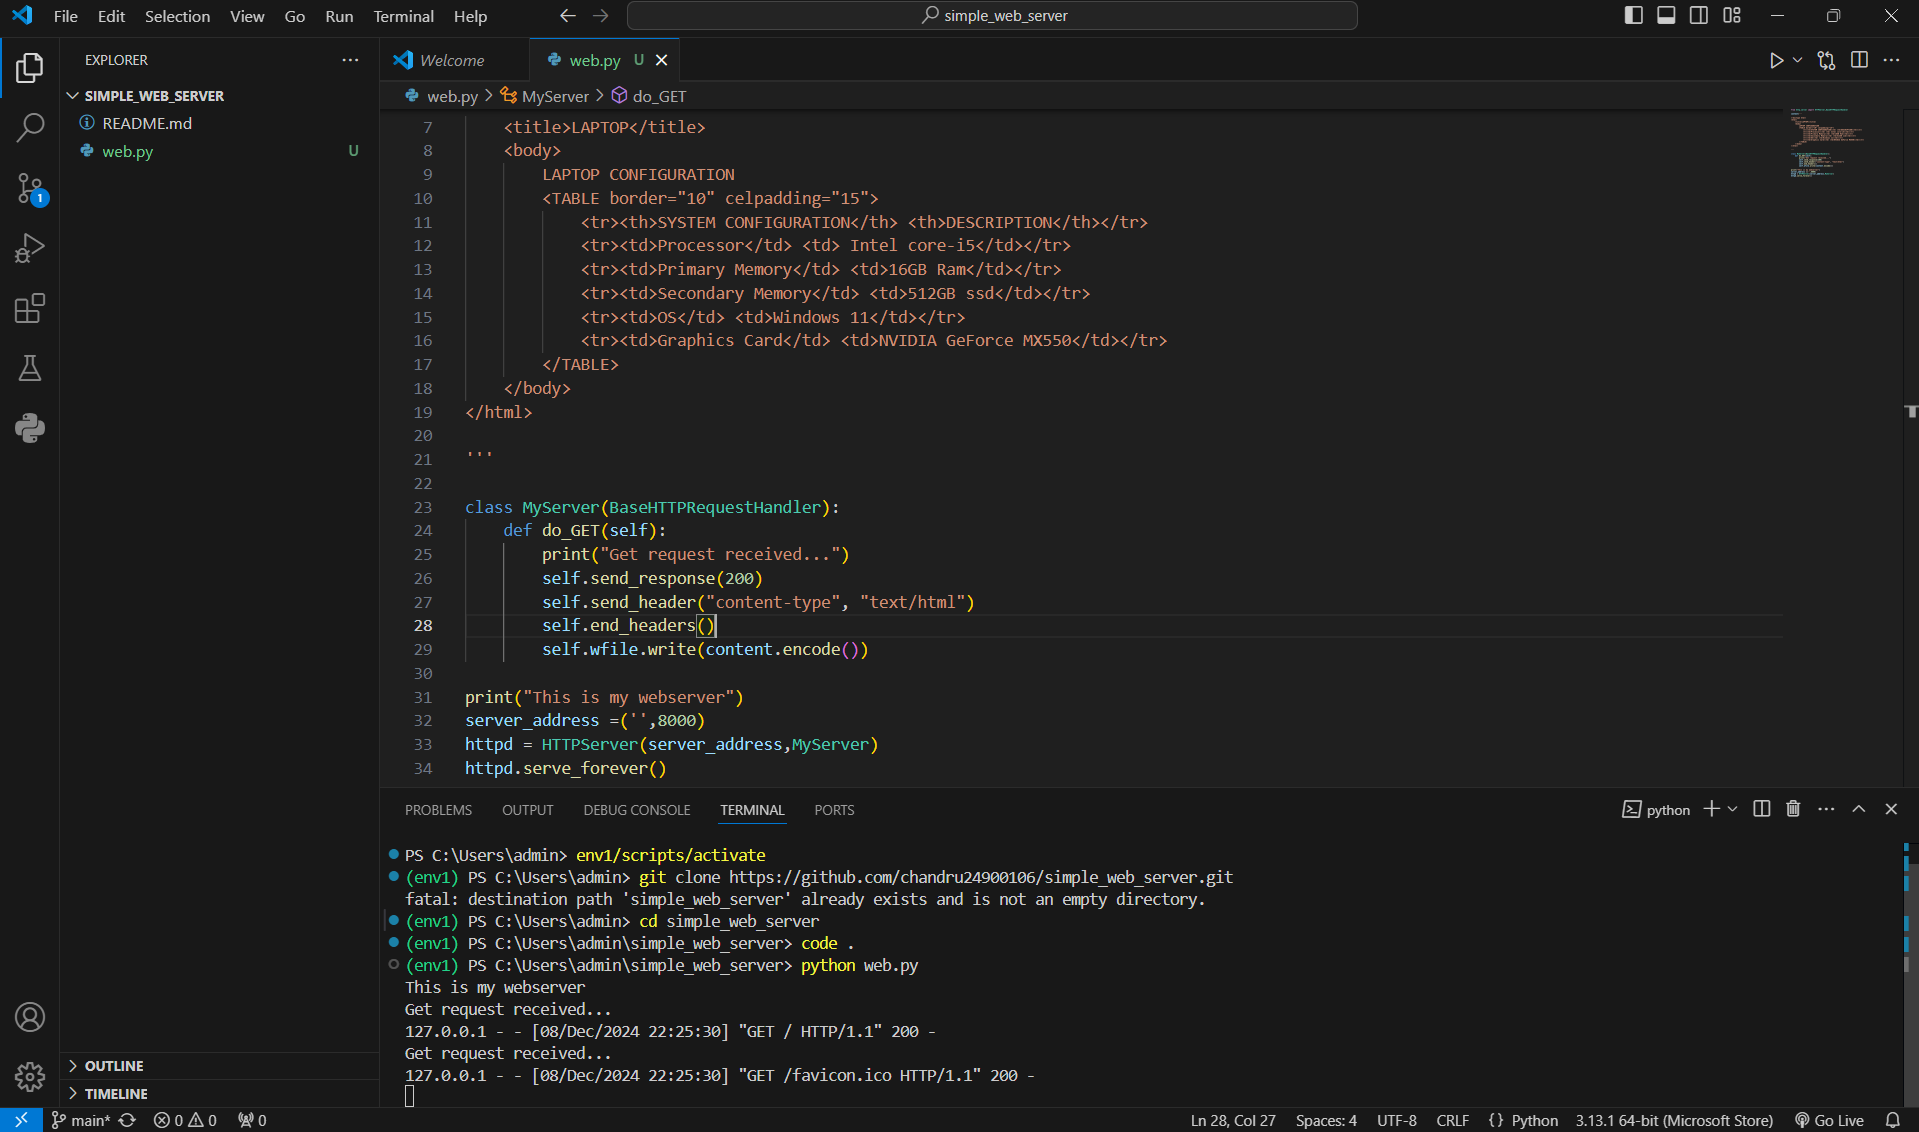 File Edit Selection View Go Run Terminal Help
simple_web_server
EXPLORER
SIMPLE_WEB_SERVER
README.md
web.py U
1
Welcome
web.py U
web.py > MyServer > do_GET
7 <title>LAPTOP</title>
8 <body>
9 LAPTOP CONFIGURATION
10 <TABLE border="10" celpadding="15">
11 <tr><th>SYSTEM CONFIGURATION</th> <th>DESCRIPTION</th></tr>
12 <tr><td>Processor</td> <td> Intel core-i5</td></tr>
13 <tr><td>Primary Memory</td> <td>16GB Ram</td></tr>
14 <tr><td>Secondary Memory</td> <td>512GB ssd</td></tr>
15 <tr><td>OS</td> <td>Windows 11</td></tr>
16 <tr><td>Graphics Card</td> <td>NVIDIA GeForce MX550</td></tr>
17 </TABLE>
18 </body>
19 </html>
20
21 '''
22
23 class MyServer(BaseHTTPRequestHandler):
24 def do_GET(self):
25 print("Get request received...")
26 self.send_response(200)
27 self.send_header("content-type", "text/html")
28 self.end_headers()
29 self.wfile.write(content.encode())
30
31 print("This is my webserver")
32 server_address =('',8000)
33 httpd = HTTPServer(server_address,MyServer)
34 httpd.serve_forever()
PROBLEMS OUTPUT DEBUG CONSOLE TERMINAL PORTS
python
PS C:\Users\admin> env1/scripts/activate
(env1) PS C:\Users\admin> git clone https://github.com/chandru24900106/simple_web_server.git
fatal: destination path 'simple_web_server' already exists and is not an empty directory.
(env1) PS C:\Users\admin> cd simple_web_server
(env1) PS C:\Users\admin\simple_web_server> code .
(env1) PS C:\Users\admin\simple_web_server> python web.py
This is my webserver
Get request received...
127.0.0.1 - - [08/Dec/2024 22:25:30] "GET / HTTP/1.1" 200 -
Get request received...
127.0.0.1 - - [08/Dec/2024 22:25:30] "GET /favicon.ico HTTP/1.1" 200 -
OUTLINE
TIMELINE
main* 0 0 0
Ln 28, Col 27 Spaces: 4 UTF-8 CRLF {} Python 3.13.1 64-bit (Microsoft Store) Go Live